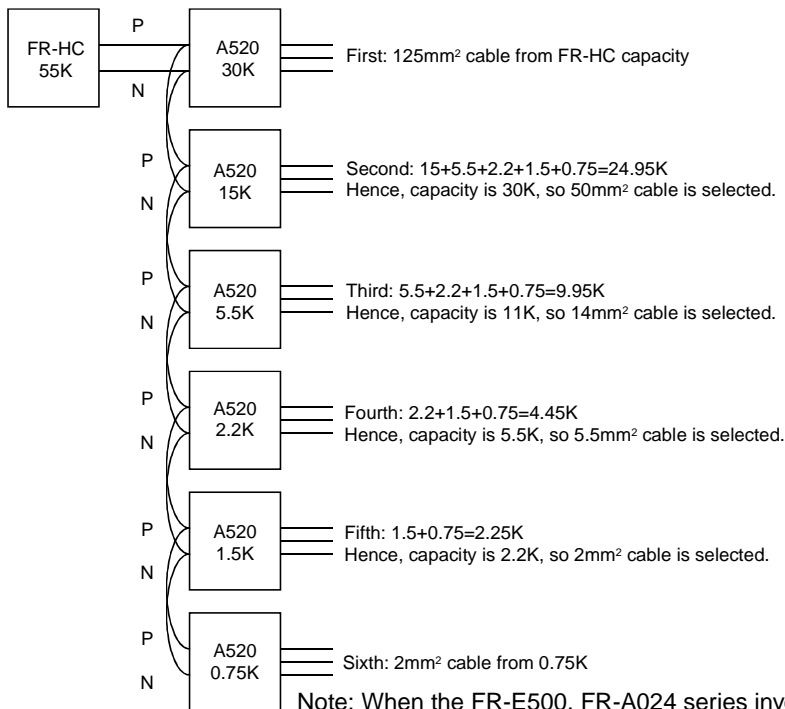 P
FR-HC
55K
N
A520
30K
First: 125mm² cable from FR-HC capacity
P
N
A520
15K
Second: 15+5.5+2.2+1.5+0.75=24.95K
Hence, capacity is 30K, so 50mm² cable is selected.
P
N
A520
5.5K
Third: 5.5+2.2+1.5+0.75=9.95K
Hence, capacity is 11K, so 14mm² cable is selected.
P
N
A520
2.2K
Fourth: 2.2+1.5+0.75=4.45K
Hence, capacity is 5.5K, so 5.5mm² cable is selected.
P
N
A520
1.5K
Fifth: 1.5+0.75=2.25K
Hence, capacity is 2.2K, so 2mm² cable is selected.
P
N
A520
0.75K
Sixth: 2mm² cable from 0.75K
Note: When the FR-E500, FR-A024 series